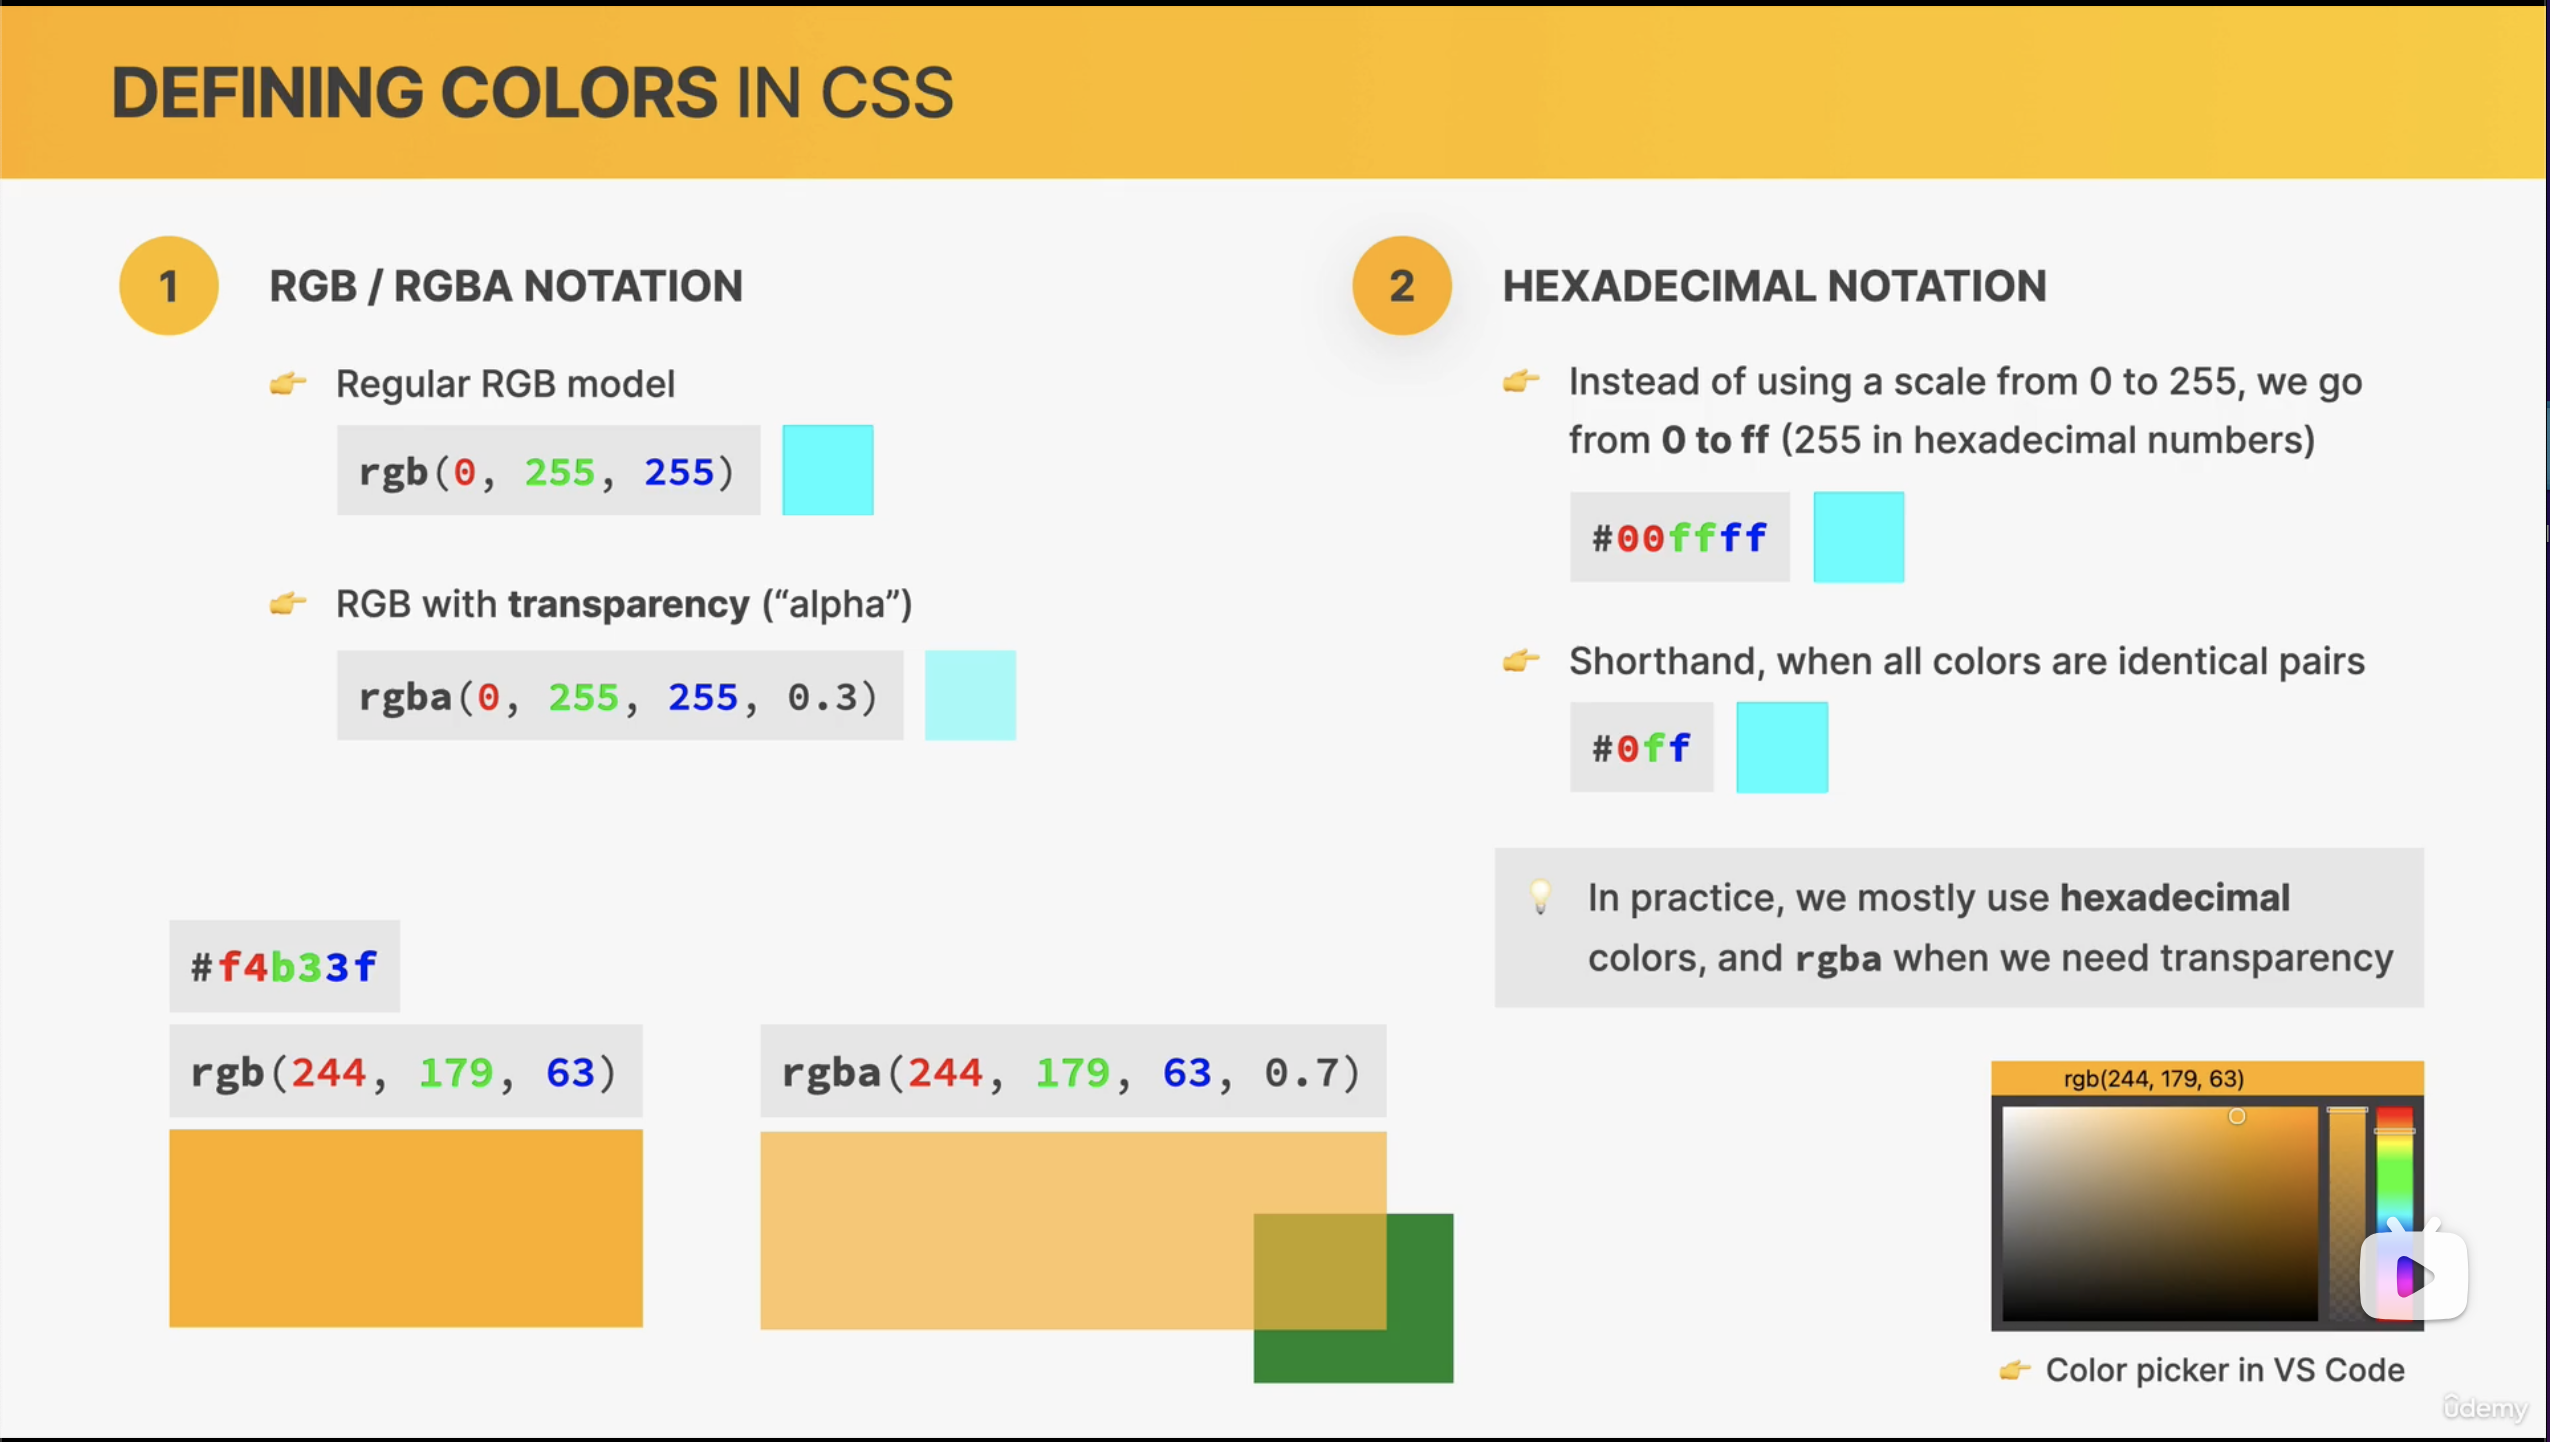 DEFINING COLORS IN CSS
1
RGB / RGBA NOTATION
Regular RGB model
rgb(0, 255, 255)
RGB with transparency (“alpha”)
rgba(0, 255, 255, 0.3)
#f4b33f
rgb(244, 179, 63)
rgba(244, 179, 63, 0.7)
2
HEXADECIMAL NOTATION
Instead of using a scale from 0 to 255, we go
from 0 to ff (255 in hexadecimal numbers)
#00ffff
Shorthand, when all colors are identical pairs
#0ff
In practice, we mostly use hexadecimal
colors, and rgba when we need transparency
rgb(244, 179, 63)
Color picker in VS Code
ûdemy